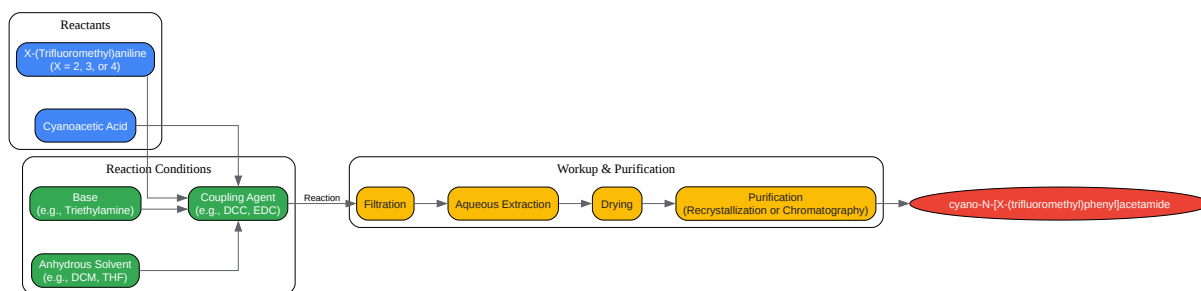 Reactants
X-(Trifluoromethyl)aniline
(X = 2, 3, or 4)
Cyanoacetic Acid
Reaction Conditions
Base
(e.g., Triethylamine)
Coupling Agent
(e.g., DCC, EDC)
Anhydrous Solvent
(e.g., DCM, THF)
Reaction
Workup & Purification
Filtration
Aqueous Extraction
Drying
Purification
(Recrystallization or Chromatography)
cyano-N-[X-(trifluoromethyl)phenyl]acetamide